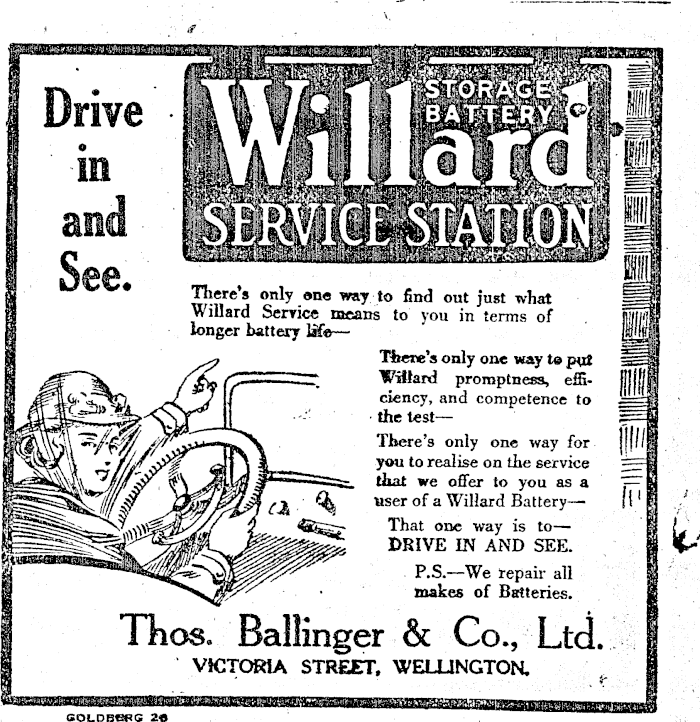 Drive
in
and
See.
Willard
STORAGE
BATTERY
SERVICE STATION
There's only one way to find out just what
Willard Service means to you in terms of
longer battery life—
There's only one way to put
Willard promptness, effi-
ciency, and competence to
the test—
There's only one way for
you to realise on the service
that we offer to you as a
user of a Willard Battery—
That one way is to—
DRIVE IN AND SEE.
P.S.—We repair all
makes of Batteries.
Thos. Ballinger & Co., Ltd.
VICTORIA STREET, WELLINGTON.
GOLDBERG 26